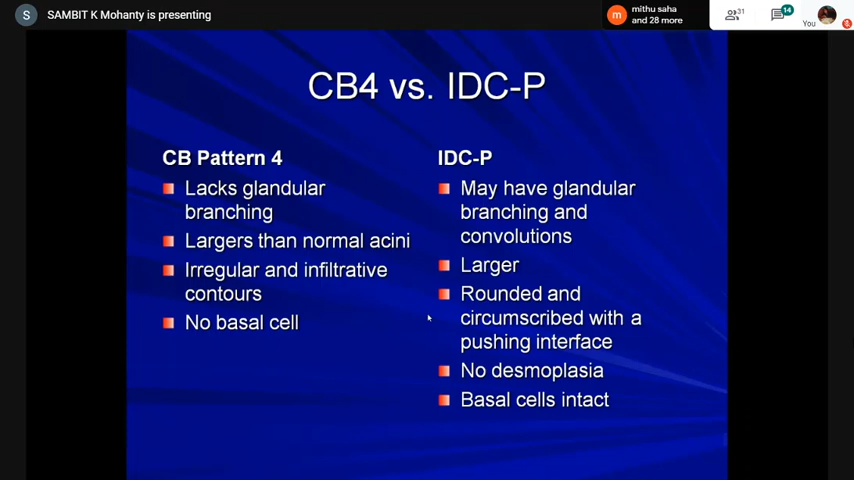 S SAMBIT K Mohanty is presenting
m mithu saha
and 28 more
31
14
You
CB4 vs. IDC-P
CB Pattern 4
Lacks glandular
branching
Largers than normal acini
Irregular and infiltrative
contours
No basal cell
IDC-P
May have glandular
branching and
convolutions
Larger
Rounded and
circumscribed with a
pushing interface
No desmoplasia
Basal cells intact